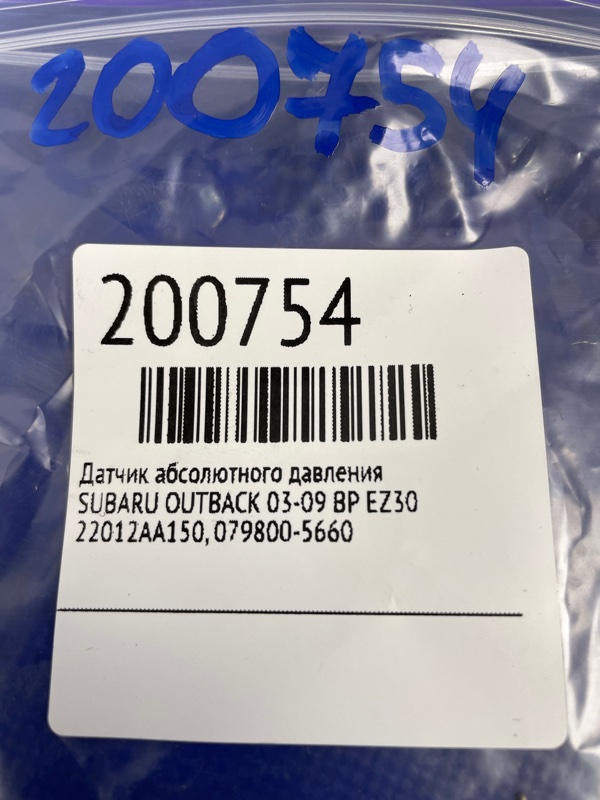 200754
200754
Датчик абсолютного давления
SUBARU OUTBACK 03-09 BP EZ30
22012AA150, 079800-5660